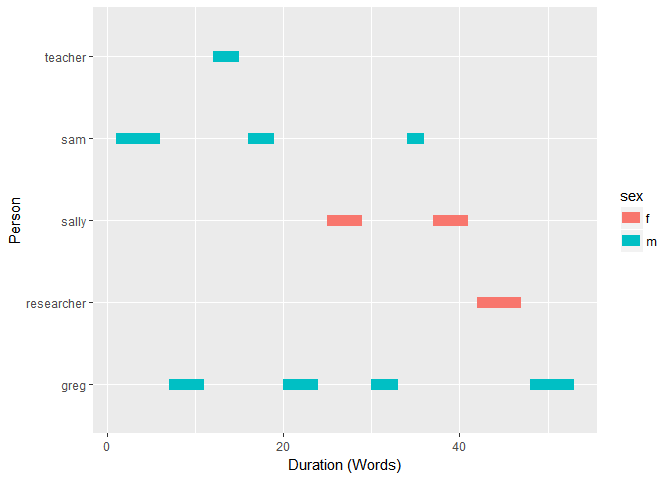 teacher
sam
sally
researcher
greg
Person
0 20 40
Duration (Words)
sex
f
m